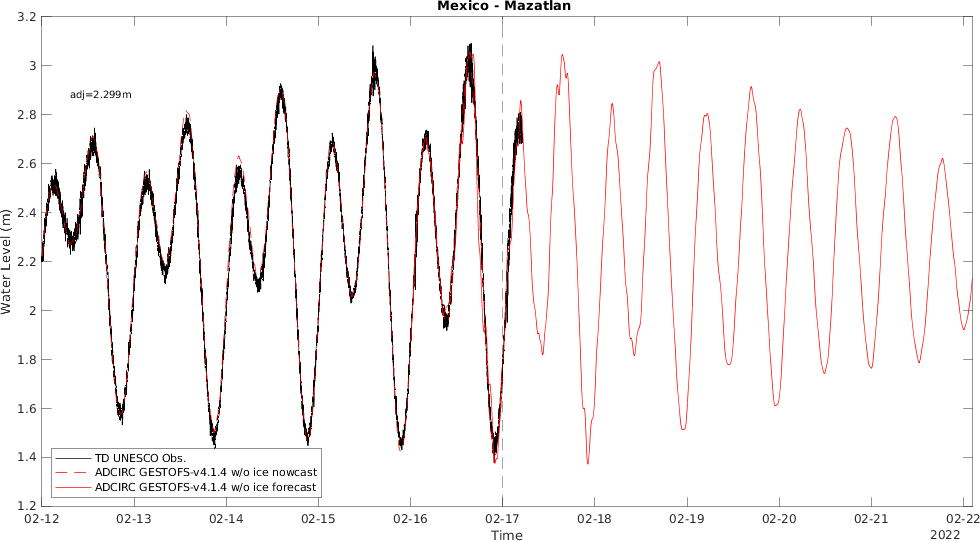 Mexico - Mazatlan
3.2
3
2.8
2.6
2.4
2.2
2
1.8
1.6
1.4
1.2
Water Level (m)
adj=2.299m
TD UNESCO Obs.
ADCIRC GESTOFS-v4.1.4 w/o ice nowcast
ADCIRC GESTOFS-v4.1.4 w/o ice forecast
02-12 02-13 02-14 02-15 02-16 02-17 02-18 02-19 02-20 02-21 02-22
Time
2022